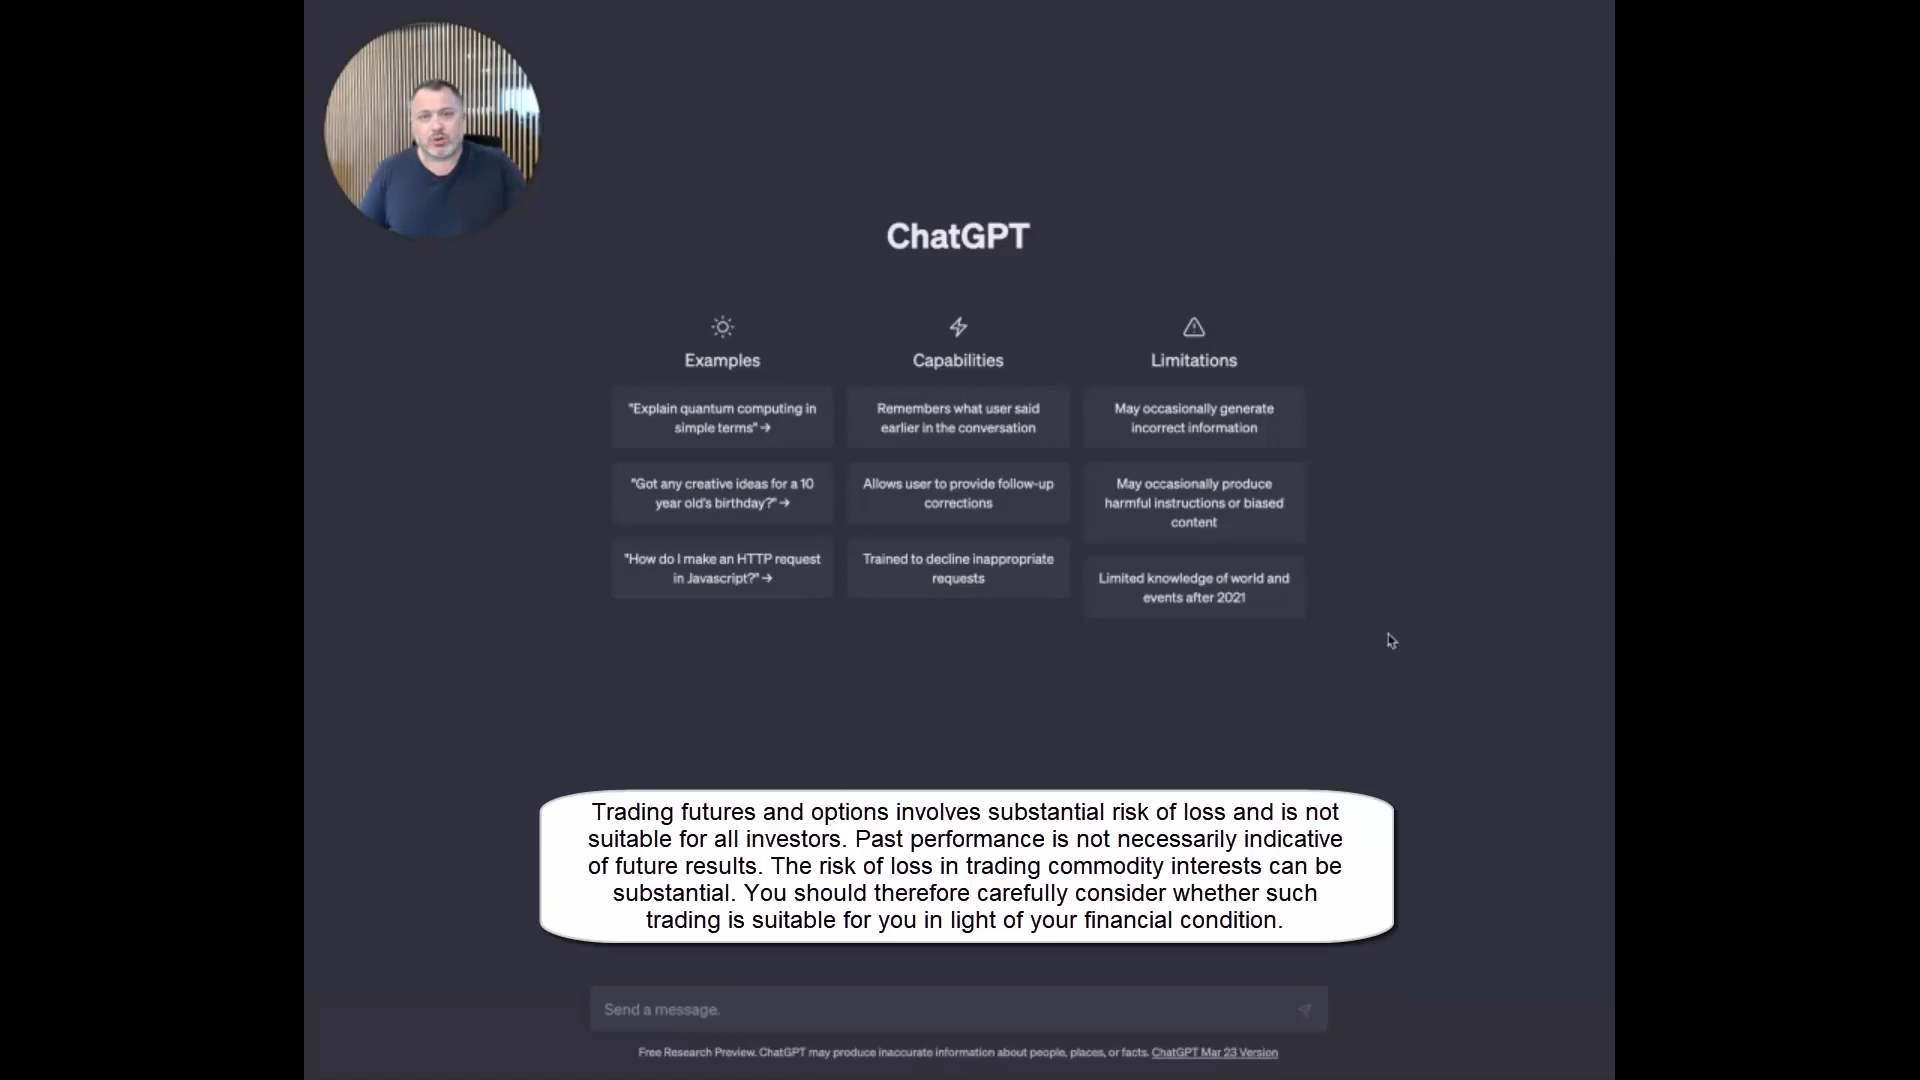 ChatGPT
Examples
"Explain quantum computing in
simple terms" →
"Got any creative ideas for a 10
year old's birthday?" →
"How do I make an HTTP request
in Javascript?" →
Capabilities
Remembers what user said
earlier in the conversation
Allows user to provide follow-up
corrections
Trained to decline inappropriate
requests
Limitations
May occasionally generate
incorrect information
May occasionally produce
harmful instructions or biased
content
Limited knowledge of world and
events after 2021
Trading futures and options involves substantial risk of loss and is not
suitable for all investors. Past performance is not necessarily indicative
of future results. The risk of loss in trading commodity interests can be
substantial. You should therefore carefully consider whether such
trading is suitable for you in light of your financial condition.
Send a message.
Free Research Preview. ChatGPT may produce inaccurate information about people, places, or facts. ChatGPT Mar 23 Version